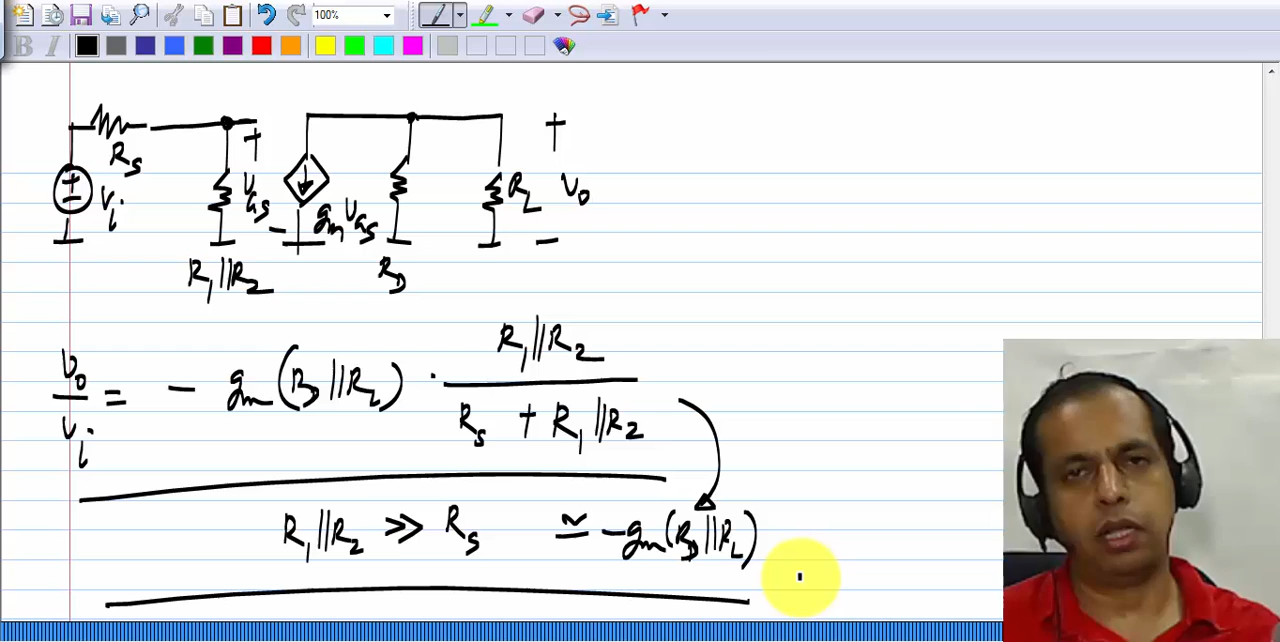 100%
B I
+
R_s
+
v_i
v_gs
-
g_m v_gs
R_L
+
v_o
-
R_1||R_2
R_D
v_o/v_i = - g_m (R_D||R_L) · (R_1||R_2)/(R_s + R_1||R_2)
R_1||R_2 >> R_s ≃ -g_m(R_D||R_L)